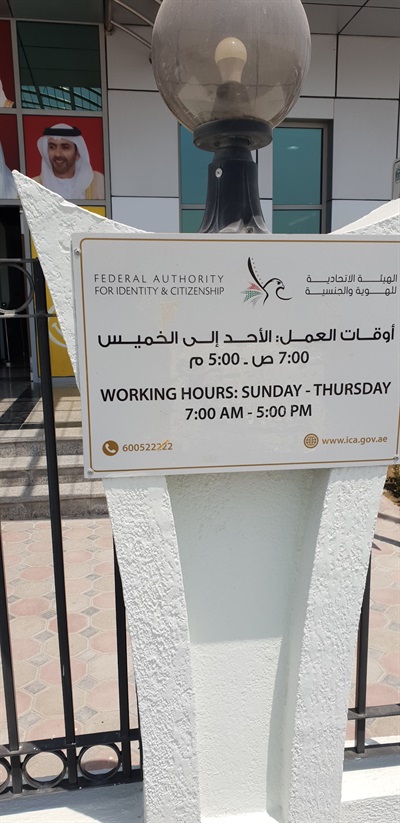 FEDERAL AUTHORITY
FOR IDENTITY & CITIZENSHIP
الهيئة الاتحادية
للهوية والجنسية
أوقات العمل: الأحد إلى الخميس
7:00 ص - 5:00 م
WORKING HOURS: SUNDAY - THURSDAY
7:00 AM - 5:00 PM
600522222
www.ica.gov.ae